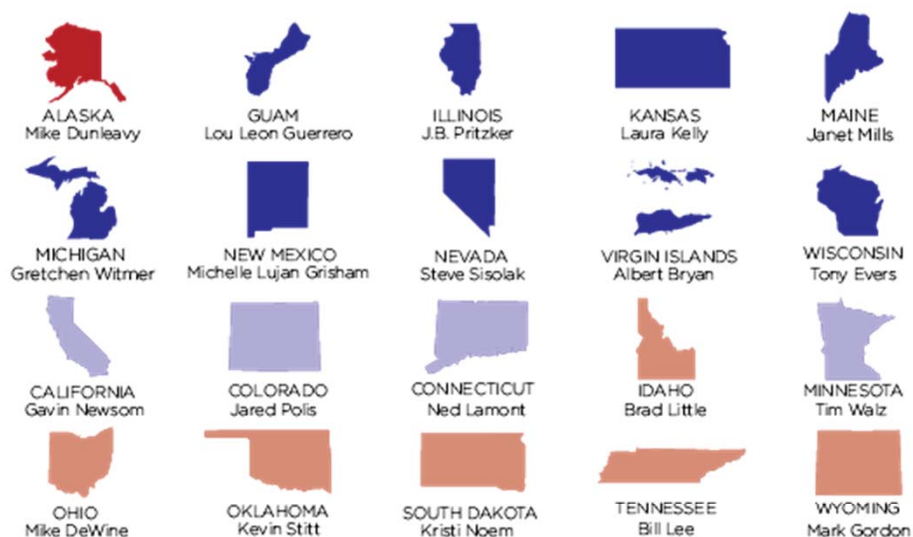 ALASKA
Mike Dunleavy
GUAM
Lou Leon Guerrero
ILLINOIS
J.B. Pritzker
KANSAS
Laura Kelly
MAINE
Janet Mills
MICHIGAN
Gretchen Witmer
NEW MEXICO
Michelle Lujan Grisham
NEVADA
Steve Sisolak
VIRGIN ISLANDS
Albert Bryan
WISCONSIN
Tony Evers
CALIFORNIA
Gavin Newsom
COLORADO
Jared Polis
CONNECTICUT
Ned Lamont
IDAHO
Brad Little
MINNESOTA
Tim Walz
OHIO
Mike DeWine
OKLAHOMA
Kevin Stitt
SOUTH DAKOTA
Kristi Noem
TENNESSEE
Bill Lee
WYOMING
Mark Gordon